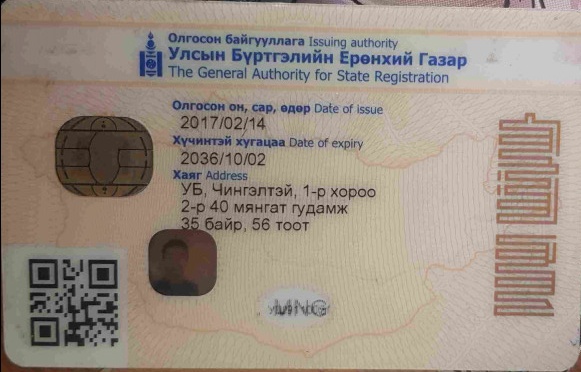 Олгосон байгууллага Issuing authority
Улсын Бүртгэлийн Ерөнхий Газар
The General Authority for State Registration
Олгосон он, сар, өдөр Date of issue
2017/02/14
Хүчинтэй хугацаа Date of expiry
2036/10/02
Хаяг Address
УБ, Чингэлтэй, 1-р хороо
2-р 40 мянгат гудамж
35 байр, 56 тоот
MNG